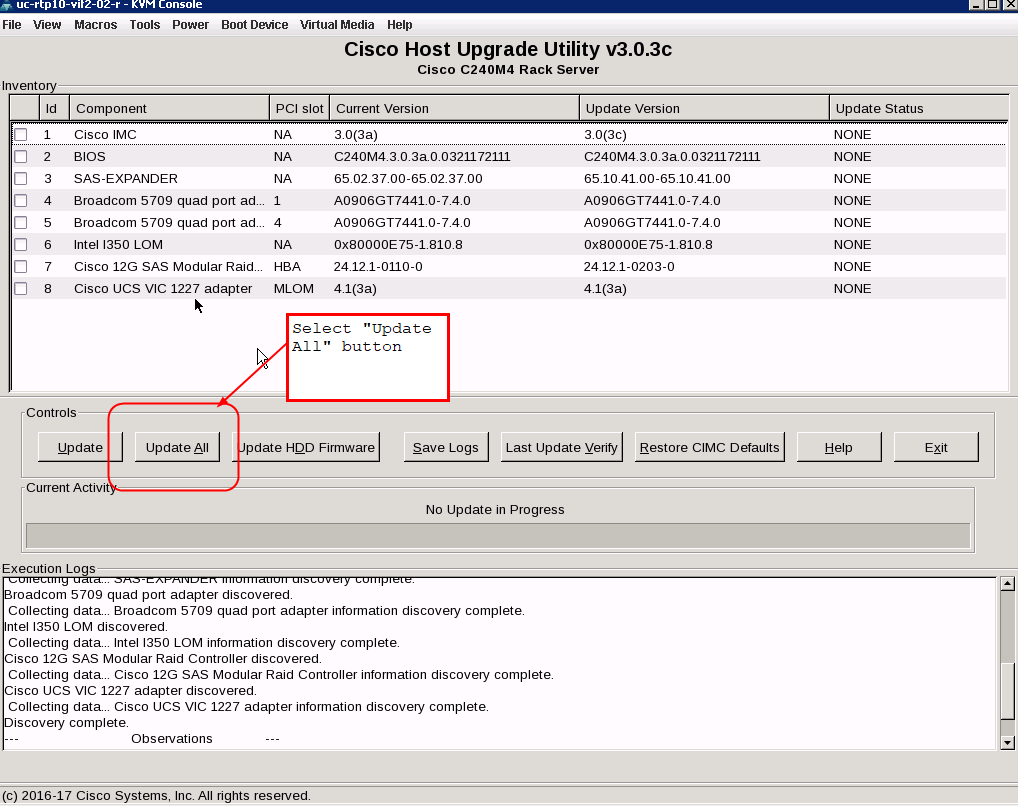 uc-rtp10-vif2-02-r - KVM Console
File View Macros Tools Power Boot Device Virtual Media Help
Cisco Host Upgrade Utility v3.0.3c
Cisco C240M4 Rack Server
Inventory
Id Component PCI slot Current Version Update Version Update Status
1 Cisco IMC NA 3.0(3a) 3.0(3c) NONE
2 BIOS NA C240M4.3.0.3a.0.0321172111 C240M4.3.0.3a.0.0321172111 NONE
3 SAS-EXPANDER NA 65.02.37.00-65.02.37.00 65.10.41.00-65.10.41.00 NONE
4 Broadcom 5709 quad port ad... 1 A0906GT7441.0-7.4.0 A0906GT7441.0-7.4.0 NONE
5 Broadcom 5709 quad port ad... 4 A0906GT7441.0-7.4.0 A0906GT7441.0-7.4.0 NONE
6 Intel I350 LOM NA 0x80000E75-1.810.8 0x80000E75-1.810.8 NONE
7 Cisco 12G SAS Modular Raid... HBA 24.12.1-0110-0 24.12.1-0203-0 NONE
8 Cisco UCS VIC 1227 adapter MLOM 4.1(3a) 4.1(3a) NONE
Select "Update
All" button
Controls
Update Update All Update HDD Firmware Save Logs Last Update Verify Restore CIMC Defaults Help Exit
Current Activity
No Update in Progress
Execution Logs
Collecting data... SAS-EXPANDER information discovery complete.
Broadcom 5709 quad port adapter discovered.
Collecting data... Broadcom 5709 quad port adapter information discovery complete.
Intel I350 LOM discovered.
Collecting data... Intel I350 LOM information discovery complete.
Cisco 12G SAS Modular Raid Controller discovered.
Collecting data... Cisco 12G SAS Modular Raid Controller information discovery complete.
Cisco UCS VIC 1227 adapter discovered.
Collecting data... Cisco UCS VIC 1227 adapter information discovery complete.
Discovery complete.
--- Observations ---
(c) 2016-17 Cisco Systems, Inc. All rights reserved.